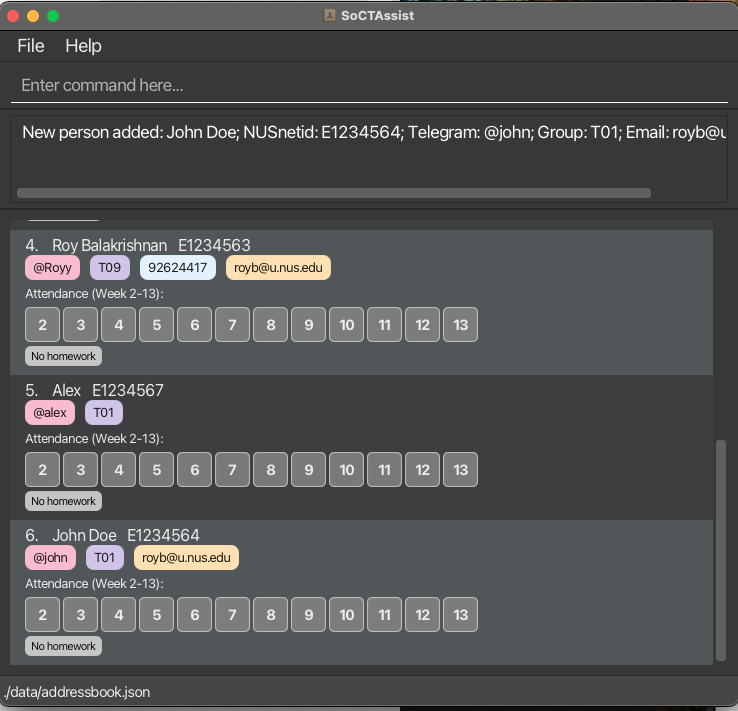 SoCTAssist
File Help
Enter command here...
New person added: John Doe; NUSnetid: E1234564; Telegram: @john; Group: T01; Email: royb@u
4. Roy Balakrishnan E1234563
@Royy T09 92624417 royb@u.nus.edu
Attendance (Week 2-13):
2 3 4 5 6 7 8 9 10 11 12 13
No homework
5. Alex E1234567
@alex T01
Attendance (Week 2-13):
2 3 4 5 6 7 8 9 10 11 12 13
No homework
6. John Doe E1234564
@john T01 royb@u.nus.edu
Attendance (Week 2-13):
2 3 4 5 6 7 8 9 10 11 12 13
No homework
./data/addressbook.json